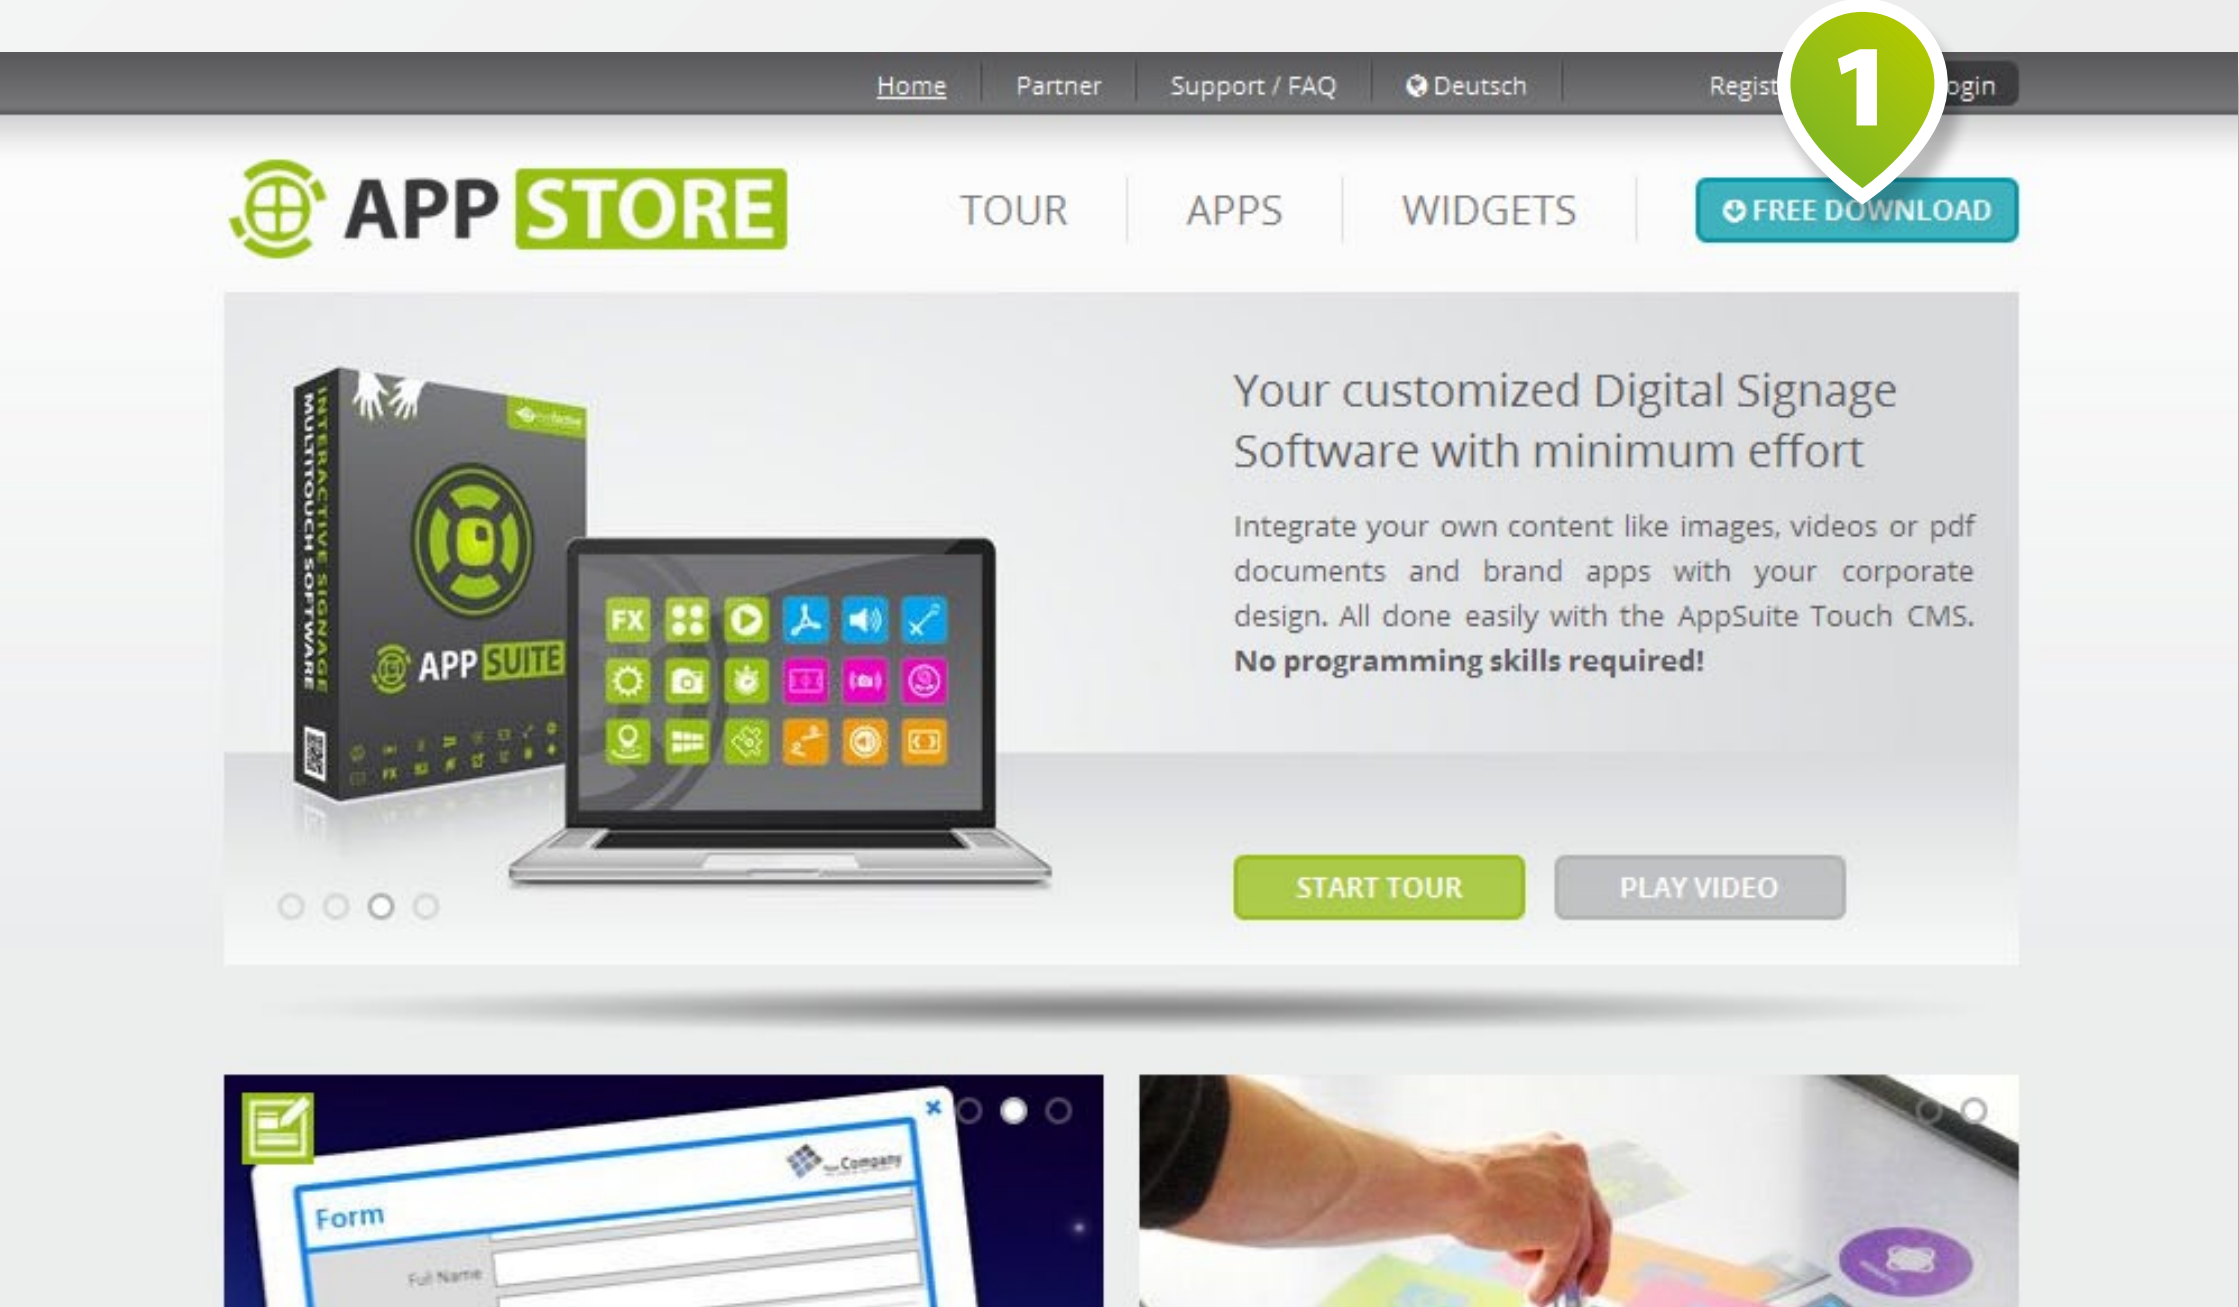 Home
Partner
Support / FAQ
Deutsch
1
APP STORE
TOUR
APPS
WIDGETS
FREE DOWNLOAD
INTERACTIVE SIGNAGE
MULTITOUCH SOFTWARE
APP SUITE
FX
FX
Your customized Digital Signage
Software with minimum effort
Integrate your own content like images, videos or pdf
documents and brand apps with your corporate
design. All done easily with the AppSuite Touch CMS.
No programming skills required!
START TOUR
PLAY VIDEO
Company
Form
Full Name